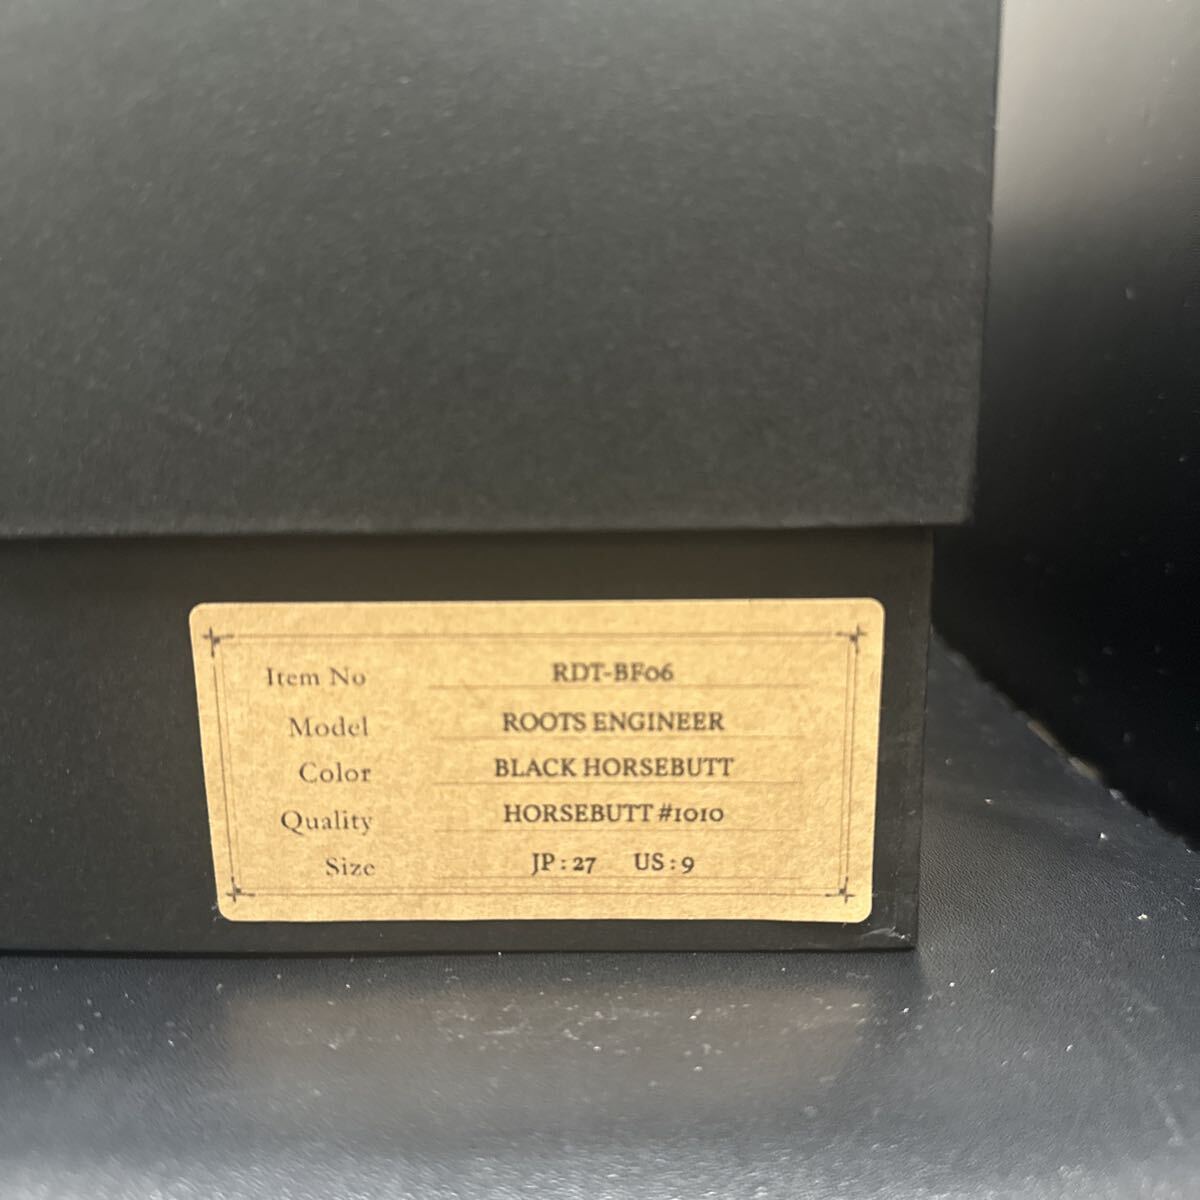 Item No RDT-BF06
Model ROOTS ENGINEER
Color BLACK HORSEBUTT
Quality HORSEBUTT #1010
Size JP : 27 US : 9